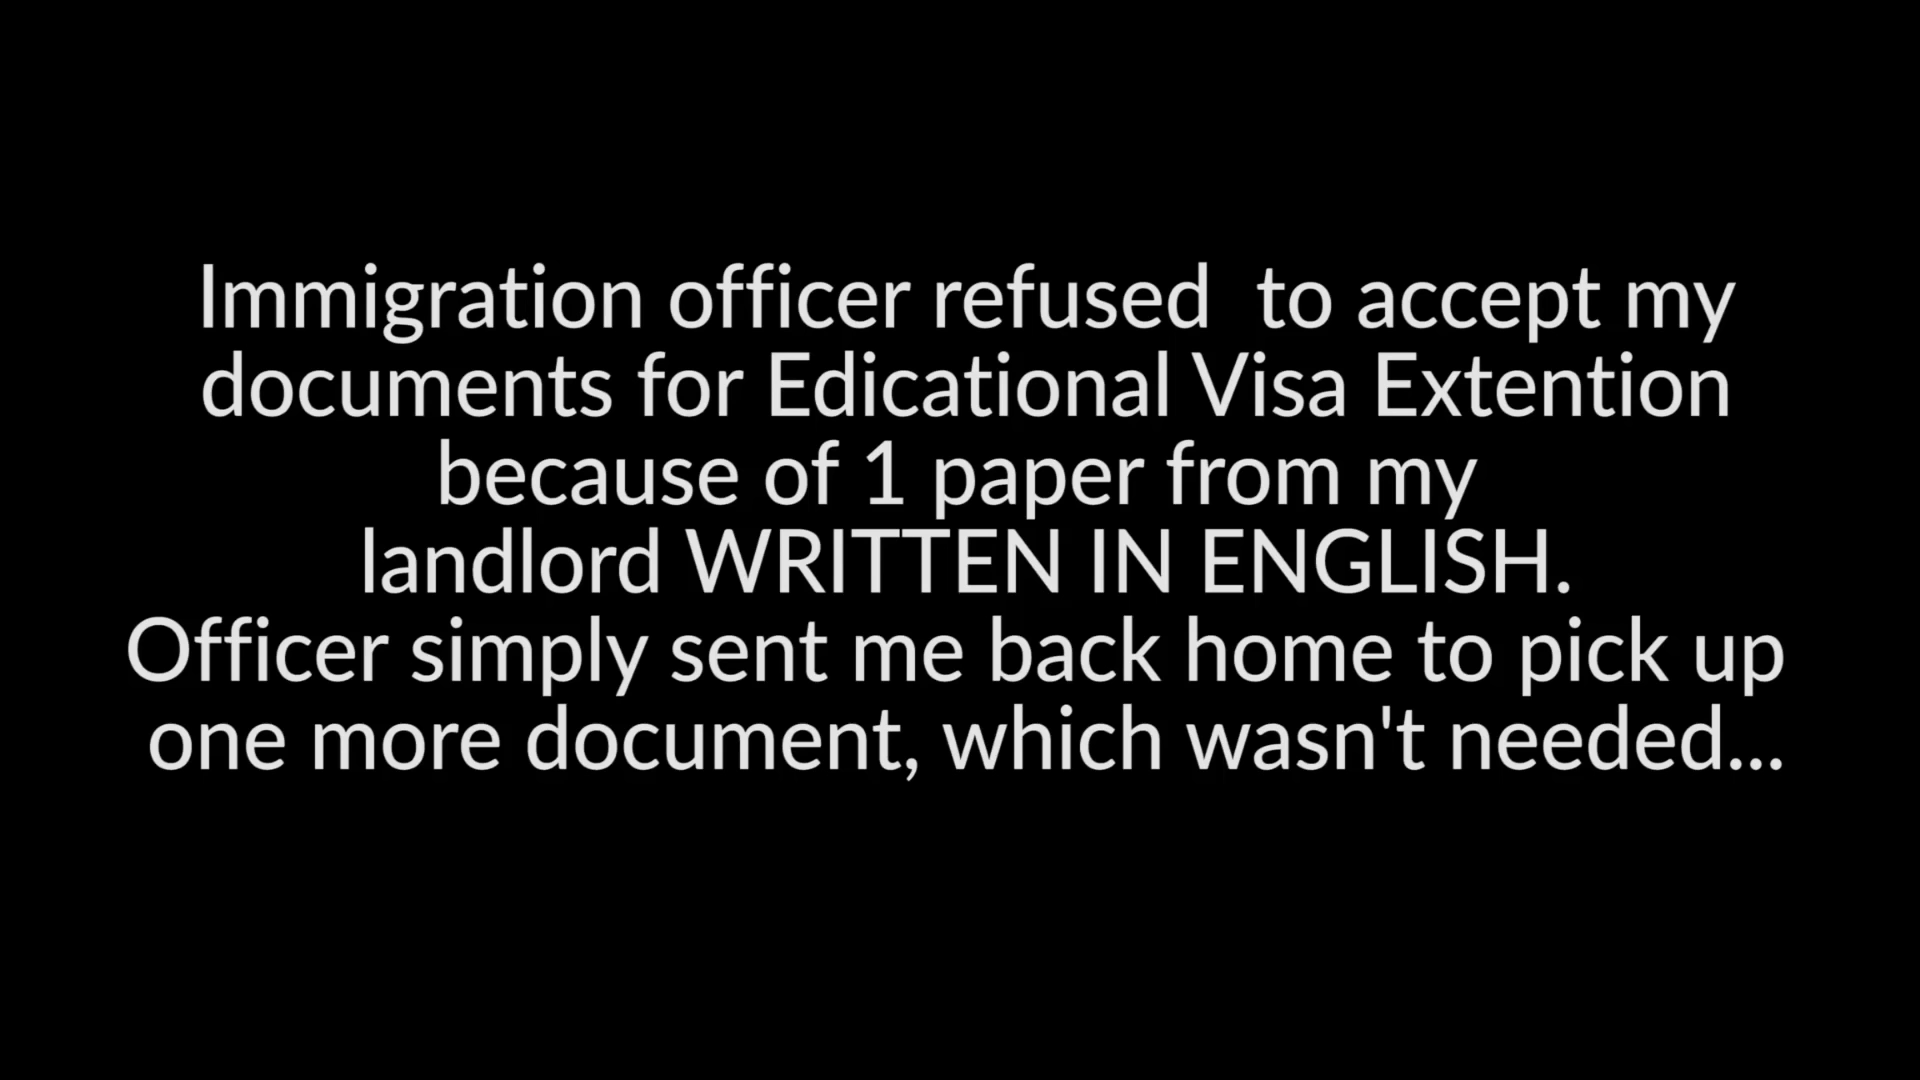 Immigration officer refused  to accept my
documents for Edicational Visa Extention
because of 1 paper from my
landlord WRITTEN IN ENGLISH.
Officer simply sent me back home to pick up
one more document, which wasn't needed...